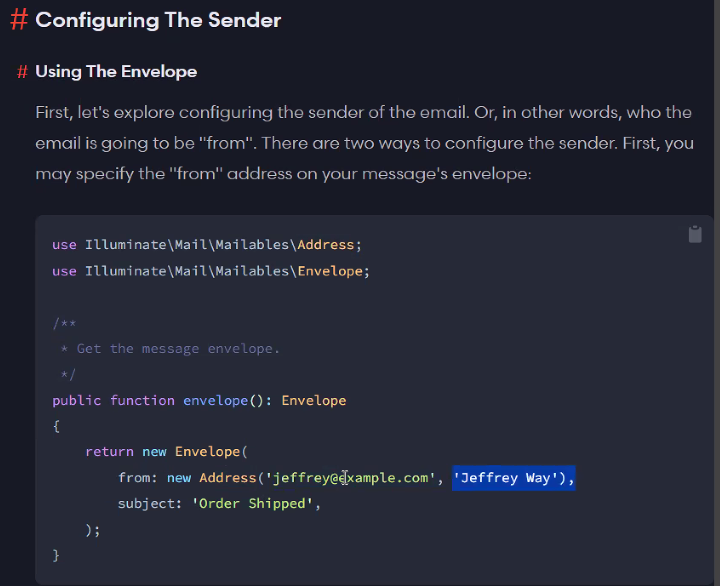 # Configuring The Sender
# Using The Envelope
First, let's explore configuring the sender of the email. Or, in other words, who the
email is going to be "from". There are two ways to configure the sender. First, you
may specify the "from" address on your message's envelope:
use Illuminate\Mail\Mailables\Address;
use Illuminate\Mail\Mailables\Envelope;
/**
 * Get the message envelope.
 */
public function envelope(): Envelope
{
    return new Envelope(
        from: new Address('jeffrey@example.com', 'Jeffrey Way'),
        subject: 'Order Shipped',
    );
}